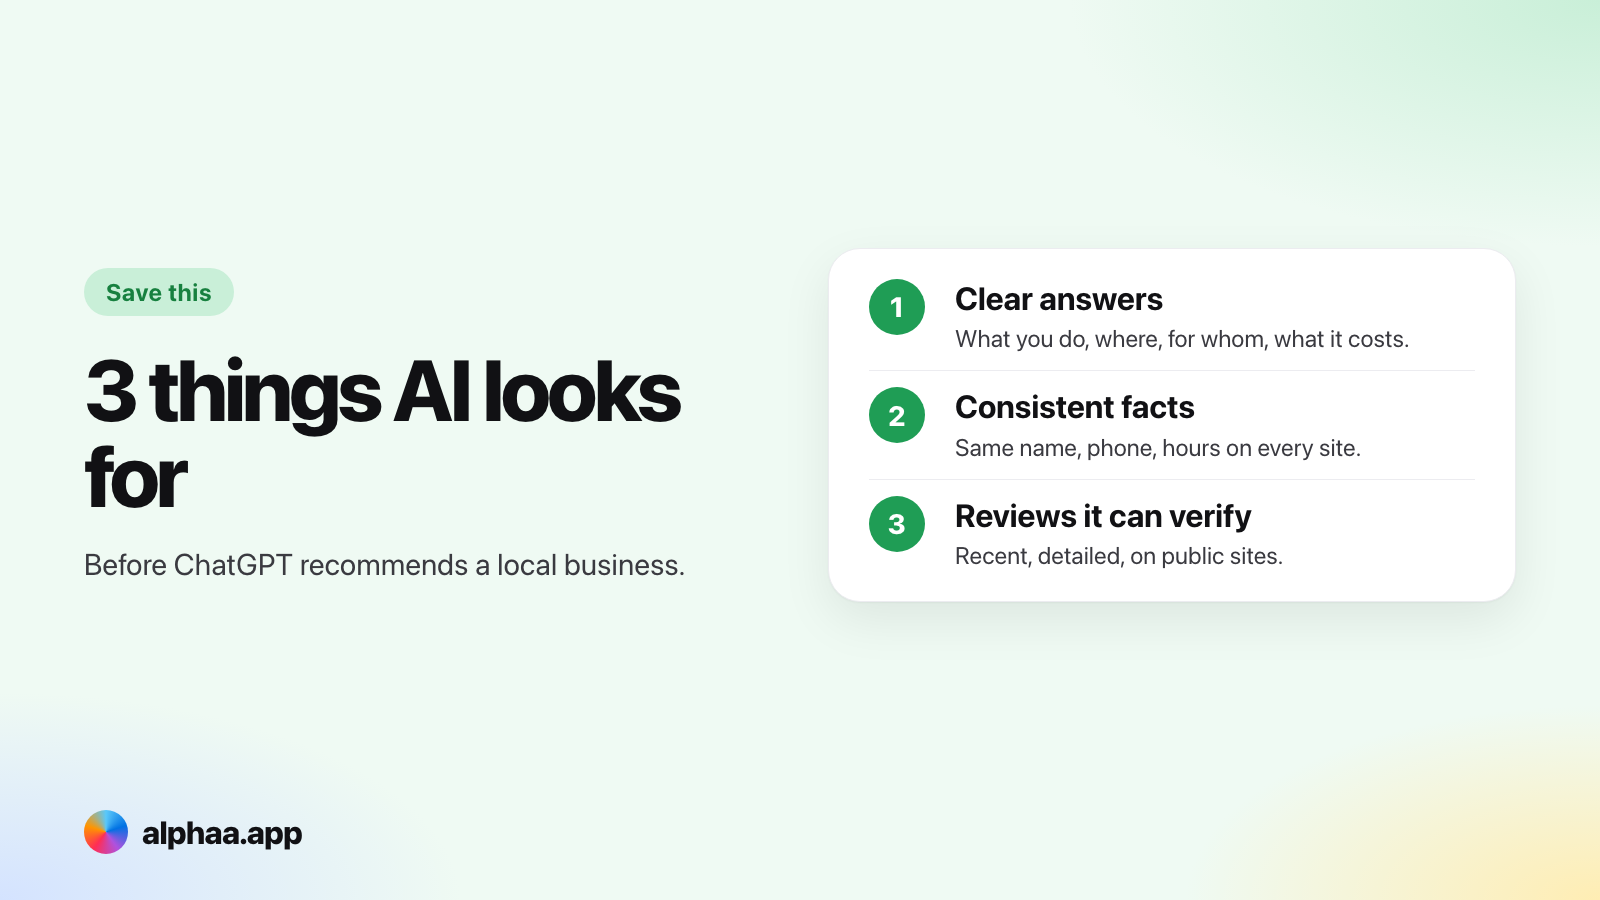 Save this
3 things AI looks
for
Before ChatGPT recommends a local business.
1
Clear answers
What you do, where, for whom, what it costs.
2
Consistent facts
Same name, phone, hours on every site.
3
Reviews it can verify
Recent, detailed, on public sites.
alphaa.app